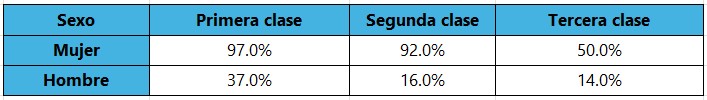 Sexo Primera clase Segunda clase Tercera clase
Mujer 97.0% 92.0% 50.0%
Hombre 37.0% 16.0% 14.0%